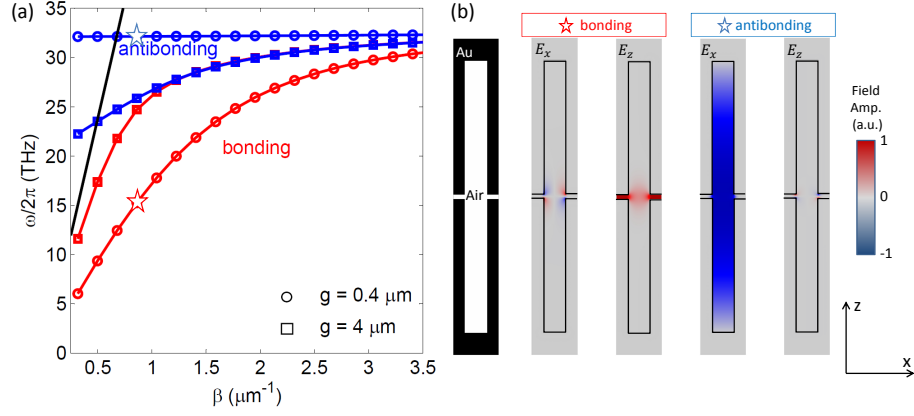 (a)
35
30
25
20
15
10
5
0
ω/2π (THz)
antibonding
bonding
g = 0.4 μm
g = 4 μm
0.5
1
1.5
2
2.5
3
3.5
β (μm⁻¹)
(b)
bonding
antibonding
Au
Air
Eₓ
E_z
Eₓ
E_z
Field
Amp.
(a.u.)
1
0
-1
z
x